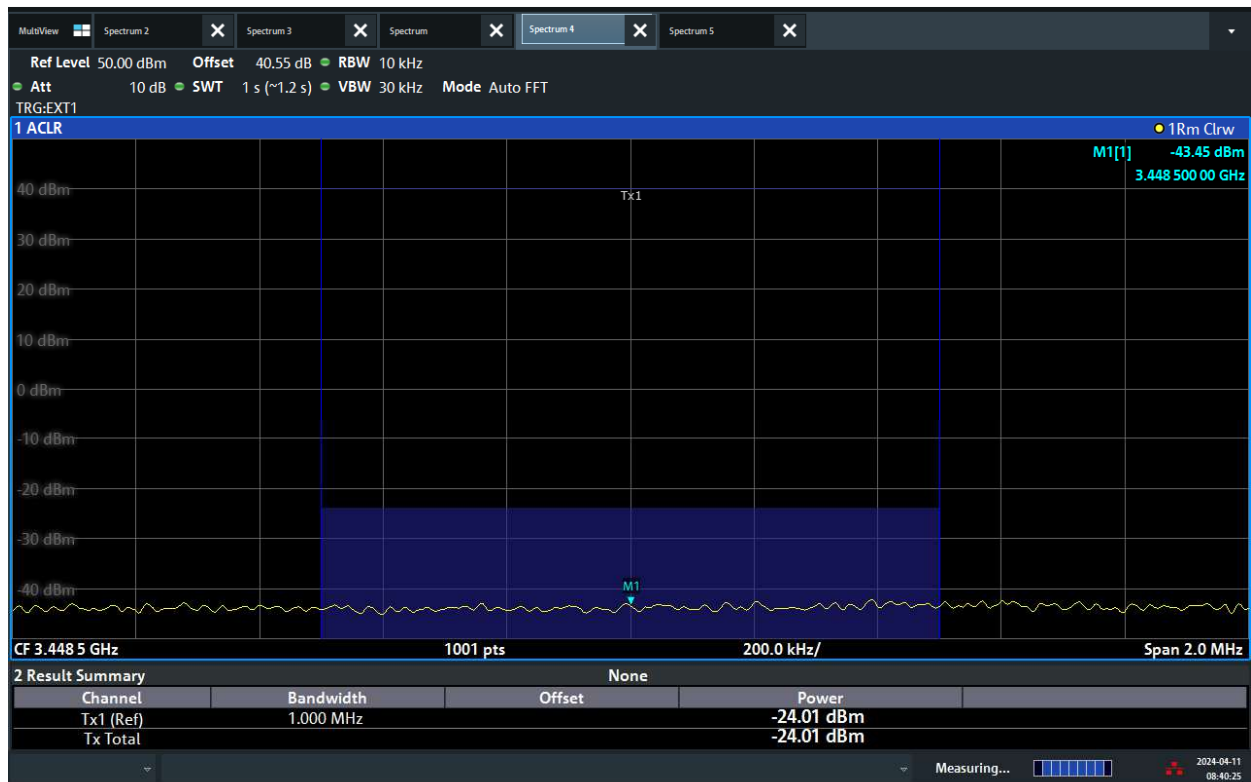 MultiView Spectrum 2 Spectrum 3 Spectrum Spectrum 4 Spectrum 5
Ref Level 50.00 dBm Offset 40.55 dB RBW 10 kHz
Att 10 dB SWT 1 s (~1.2 s) VBW 30 kHz Mode Auto FFT
TRG:EXT1
1 ACLR 1Rm Clrw
M1[1] -43.45 dBm
3.448 500 00 GHz
40 dBm
Tx1
30 dBm
20 dBm
10 dBm
0 dBm
-10 dBm
-20 dBm
-30 dBm
-40 dBm
M1
CF 3.448 5 GHz 1001 pts 200.0 kHz/ Span 2.0 MHz
2 Result Summary None
Channel Bandwidth Offset Power
Tx1 (Ref) 1.000 MHz -24.01 dBm
Tx Total -24.01 dBm
Measuring... 2024-04-11
08:40:25